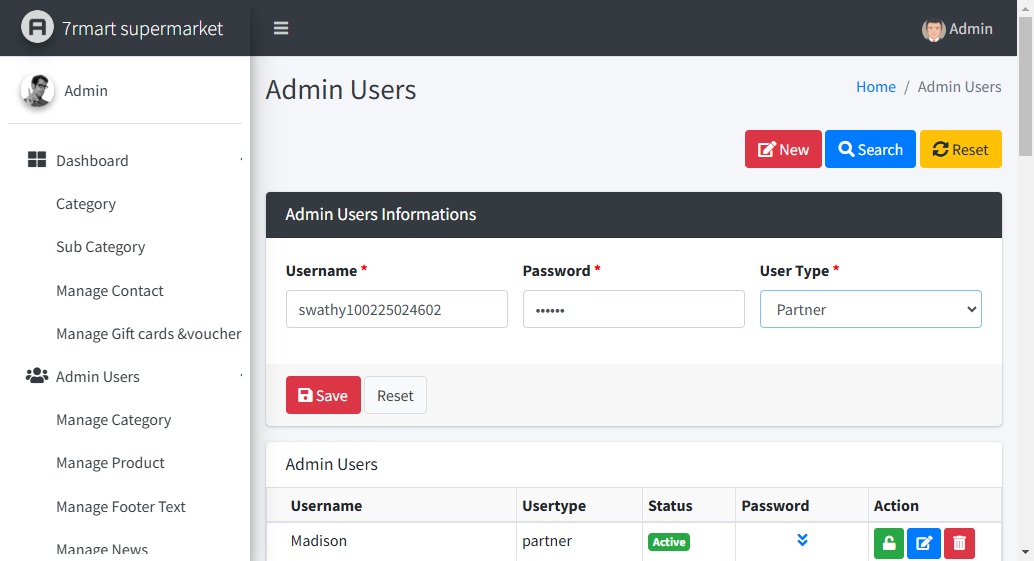 7rmart supermarket
Admin
Admin
Admin Users
Home / Admin Users
New
Search
Reset
Dashboard
Category
Sub Category
Manage Contact
Manage Gift cards &voucher
Admin Users
Manage Category
Manage Product
Manage Footer Text
Manage News
Admin Users Informations
Username *
Password *
User Type *
swathy100225024602
••••••
Partner
Save
Reset
Admin Users
Username Usertype Status Password Action
Madison partner Active